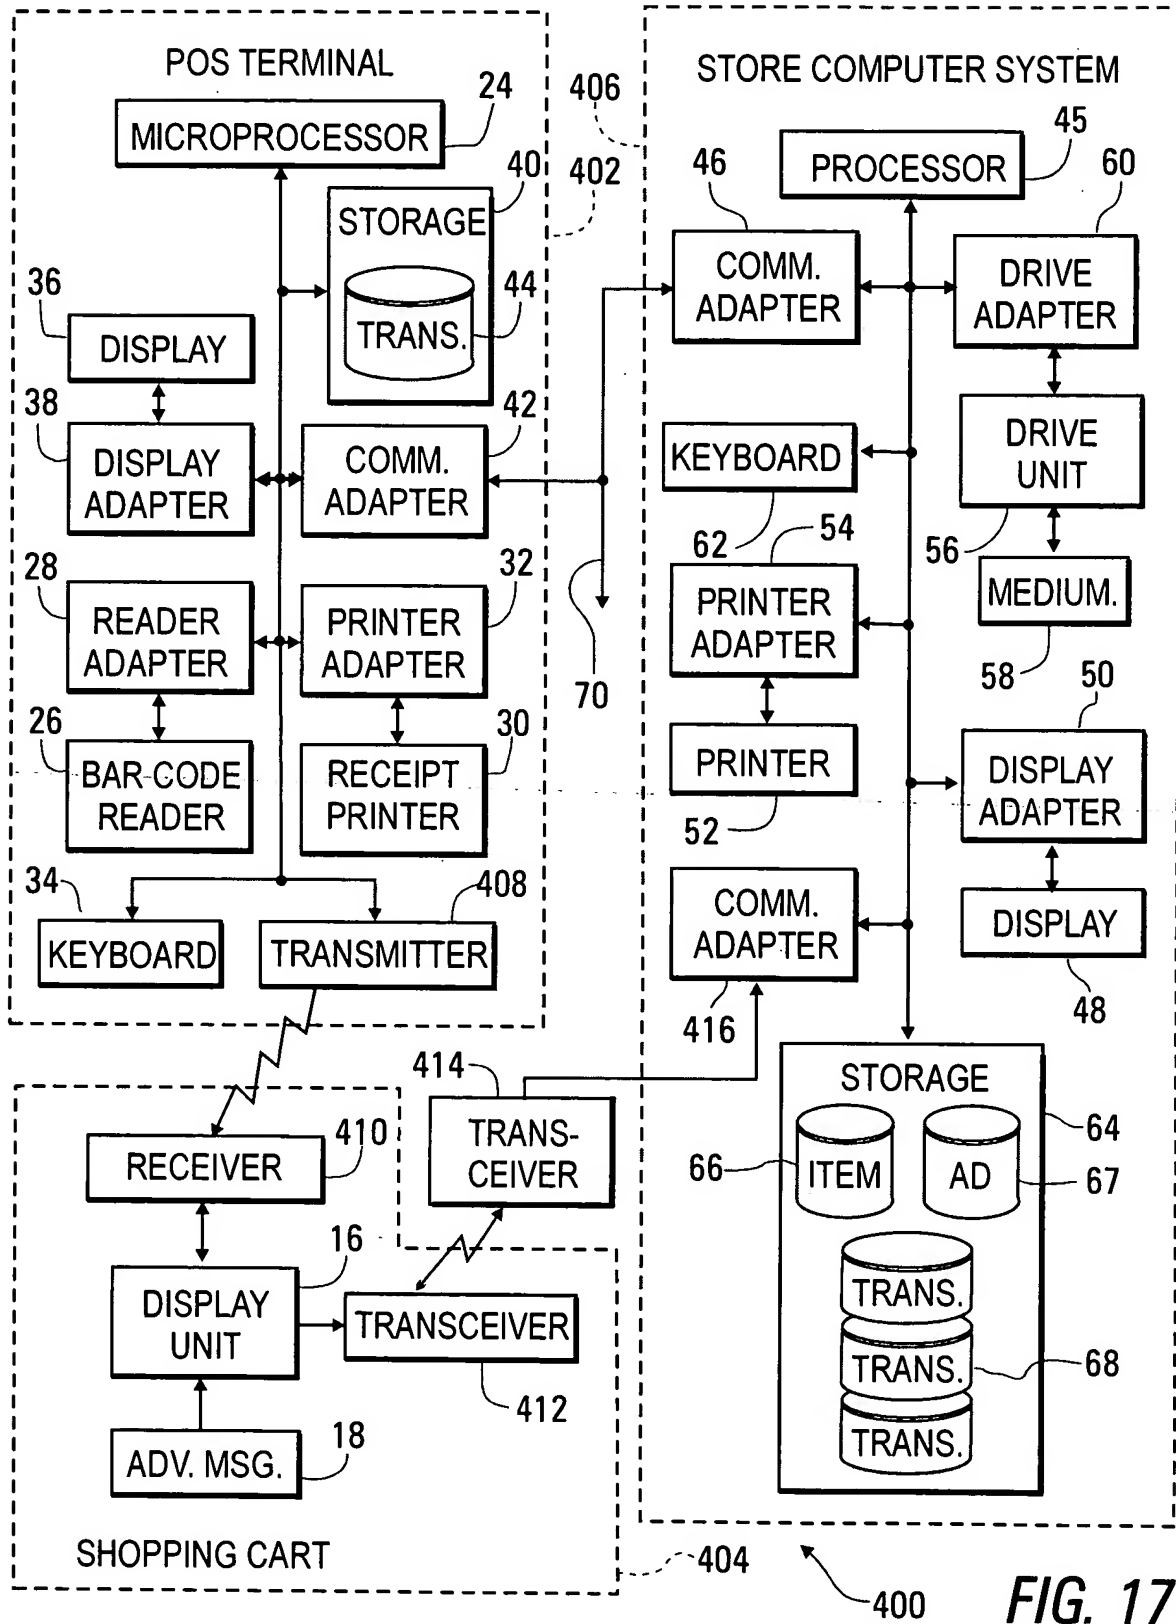 POS TERMINAL
24
MICROPROCESSOR
40
402
STORAGE
44
TRANS.
36
DISPLAY
38
DISPLAY
ADAPTER
42
COMM.
ADAPTER
28
READER
ADAPTER
32
PRINTER
ADAPTER
26
BAR CODE
READER
30
RECEIPT
PRINTER
34
KEYBOARD
408
TRANSMITTER
70
406
STORE COMPUTER SYSTEM
45
PROCESSOR
46
COMM.
ADAPTER
60
DRIVE
ADAPTER
KEYBOARD
62
DRIVE
UNIT
56
54
PRINTER
ADAPTER
MEDIUM.
58
PRINTER
52
50
DISPLAY
ADAPTER
COMM.
ADAPTER
416
DISPLAY
48
STORAGE
64
66
ITEM
AD
67
TRANS.
TRANS.
68
TRANS.
414
TRANS-
CEIVER
410
RECEIVER
16
DISPLAY
UNIT
TRANSCEIVER
412
18
ADV. MSG.
SHOPPING CART
404
400
FIG. 17